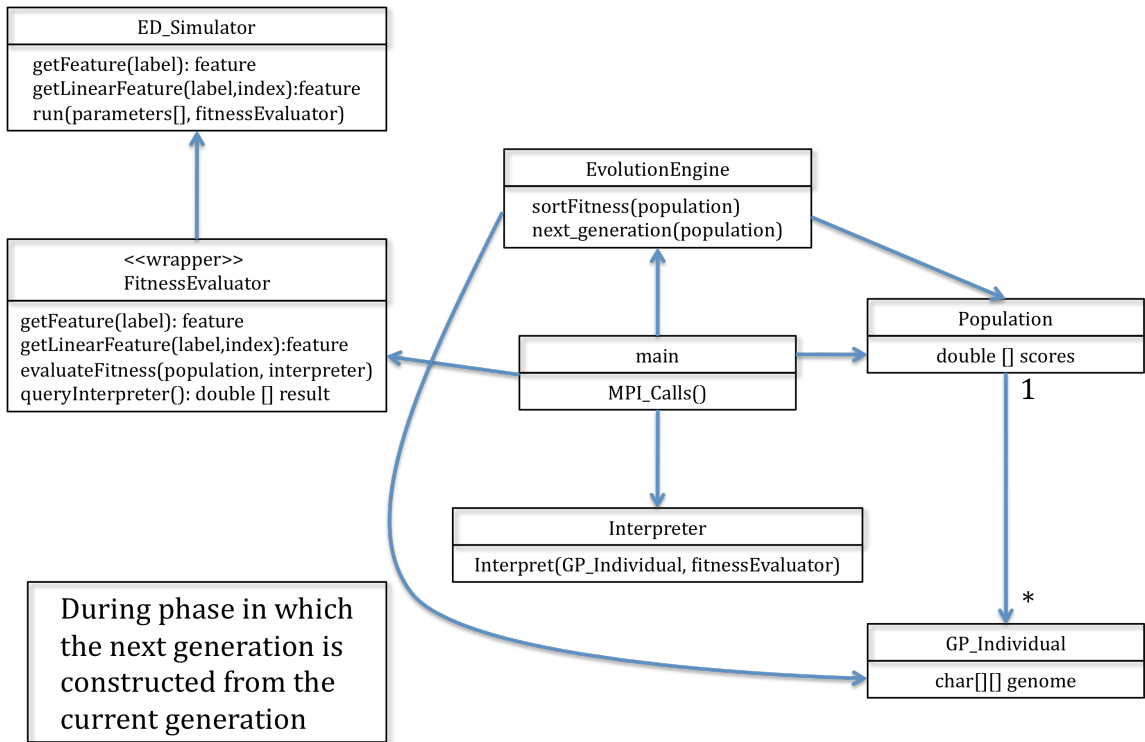 ED_Simulator
getFeature(label): feature
getLinearFeature(label,index):feature
run(parameters[], fitnessEvaluator)
EvolutionEngine
sortFitness(population)
next_generation(population)
<<wrapper>>
FitnessEvaluator
getFeature(label): feature
getLinearFeature(label,index):feature
evaluateFitness(population, interpreter)
queryInterpreter(): double [] result
main
MPI_Calls()
Population
double [] scores
1
Interpreter
Interpret(GP_Individual, fitnessEvaluator)
*
GP_Individual
char[][] genome
During phase in which
the next generation is
constructed from the
current generation